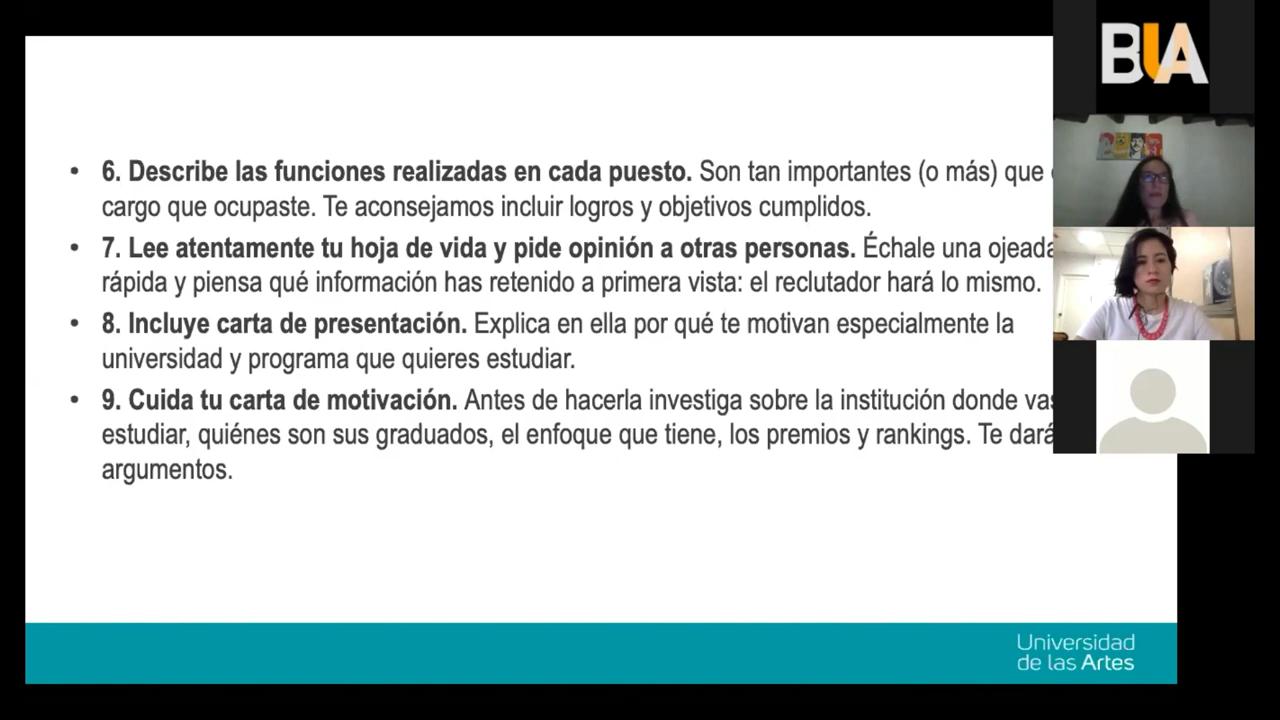 BUA
• 6. Describe las funciones realizadas en cada puesto. Son tan importantes (o más) que
cargo que ocupaste. Te aconsejamos incluir logros y objetivos cumplidos.
• 7. Lee atentamente tu hoja de vida y pide opinión a otras personas. Échale una ojeada
rápida y piensa qué información has retenido a primera vista: el reclutador hará lo mismo.
• 8. Incluye carta de presentación. Explica en ella por qué te motivan especialmente la
universidad y programa que quieres estudiar.
• 9. Cuida tu carta de motivación. Antes de hacerla investiga sobre la institución donde vas
estudiar, quiénes son sus graduados, el enfoque que tiene, los premios y rankings. Te dará
argumentos.
Universidad
de las Artes